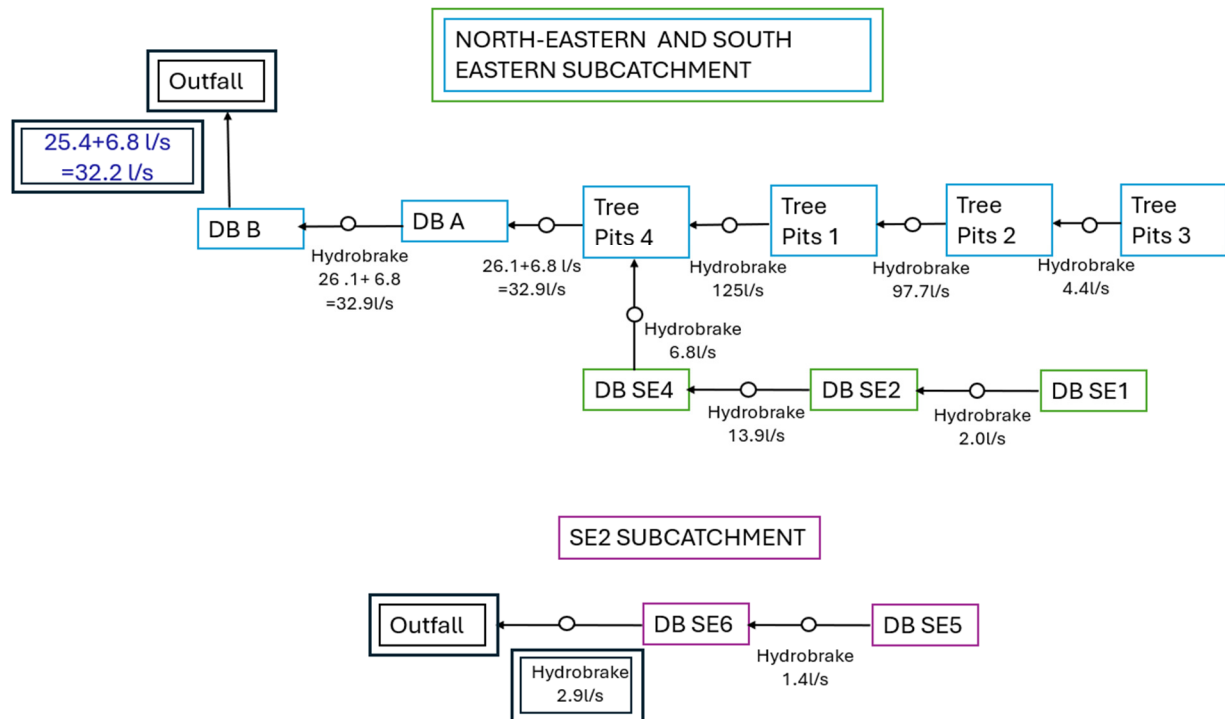 NORTH-EASTERN AND SOUTH
EASTERN SUBCATCHMENT
Outfall
25.4+6.8 l/s
=32.2 l/s
DB B
Hydrobrake
26 .1+ 6.8
=32.9l/s
DB A
26.1+6.8 l/s
=32.9l/s
Tree
Pits 4
Hydrobrake
125l/s
Tree
Pits 1
Hydrobrake
97.7l/s
Tree
Pits 2
Hydrobrake
4.4l/s
Tree
Pits 3
Hydrobrake
6.8l/s
DB SE4
Hydrobrake
13.9l/s
DB SE2
Hydrobrake
2.0l/s
DB SE1
SE2 SUBCATCHMENT
Outfall
Hydrobrake
2.9l/s
DB SE6
Hydrobrake
1.4l/s
DB SE5